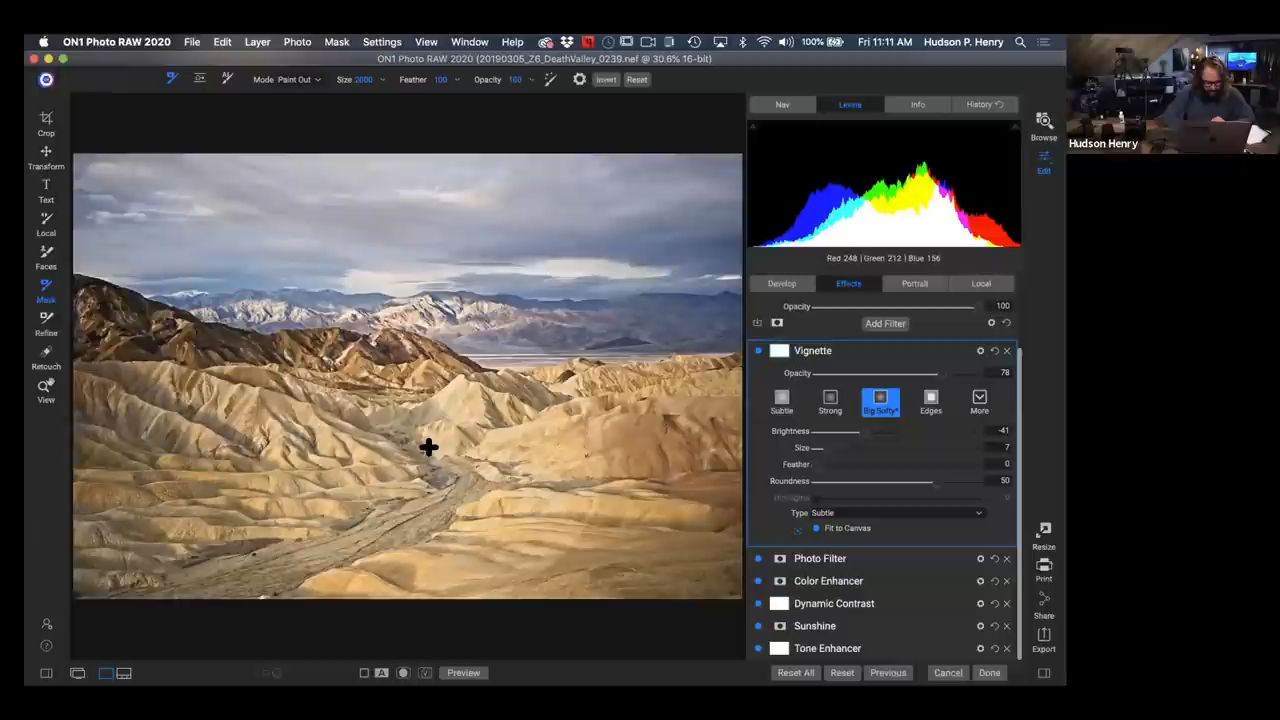 ON1 Photo RAW 2020 File Edit Layer Photo Mask Settings View Window Help 100% Fri 11:11 AM Hudson P. Henry
ON1 Photo RAW 2020 (20190305_Z6_DeathValley_0239.nef @ 30.6% 16-bit)
Mode Paint Out Size 2000 Feather 100 Opacity 100 Invert Reset
Nav Levels Info History
Crop
Transform
Text
Local
Faces
Mask
Refine
Retouch
View
Browse
Edit
Hudson Henry
Red 248 | Green 212 | Blue 156
Develop Effects Portrait Local
Opacity 100
Add Filter
Vignette
Opacity 78
Subtle Strong Big Softy* Edges More
Brightness -41
Size 7
Feather 0
Roundness 50
Highlights 0
Type Subtle
Fit to Canvas
Photo Filter
Color Enhancer
Dynamic Contrast
Sunshine
Tone Enhancer
Resize
Print
Share
Export
A Preview
Reset All Reset Previous Cancel Done